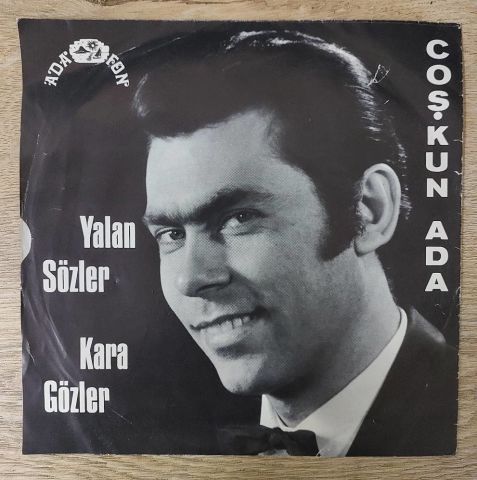 ADA FON
COŞKUN ADA
Yalan
Sözler
Kara
Gözler